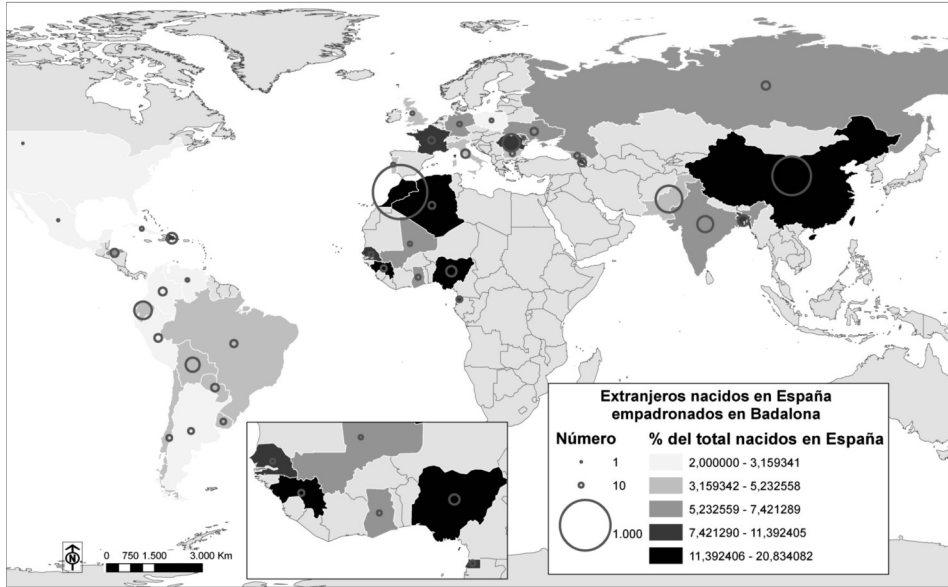 Extranjeros nacidos en España
empadronados en Badalona
Número
% del total nacidos en España
1
2,000000 - 3,159341
10
3,159342 - 5,232558
5,232559 - 7,421289
1.000
7,421290 - 11,392405
11,392406 - 20,834082
N
0 750 1.500 3.000 Km